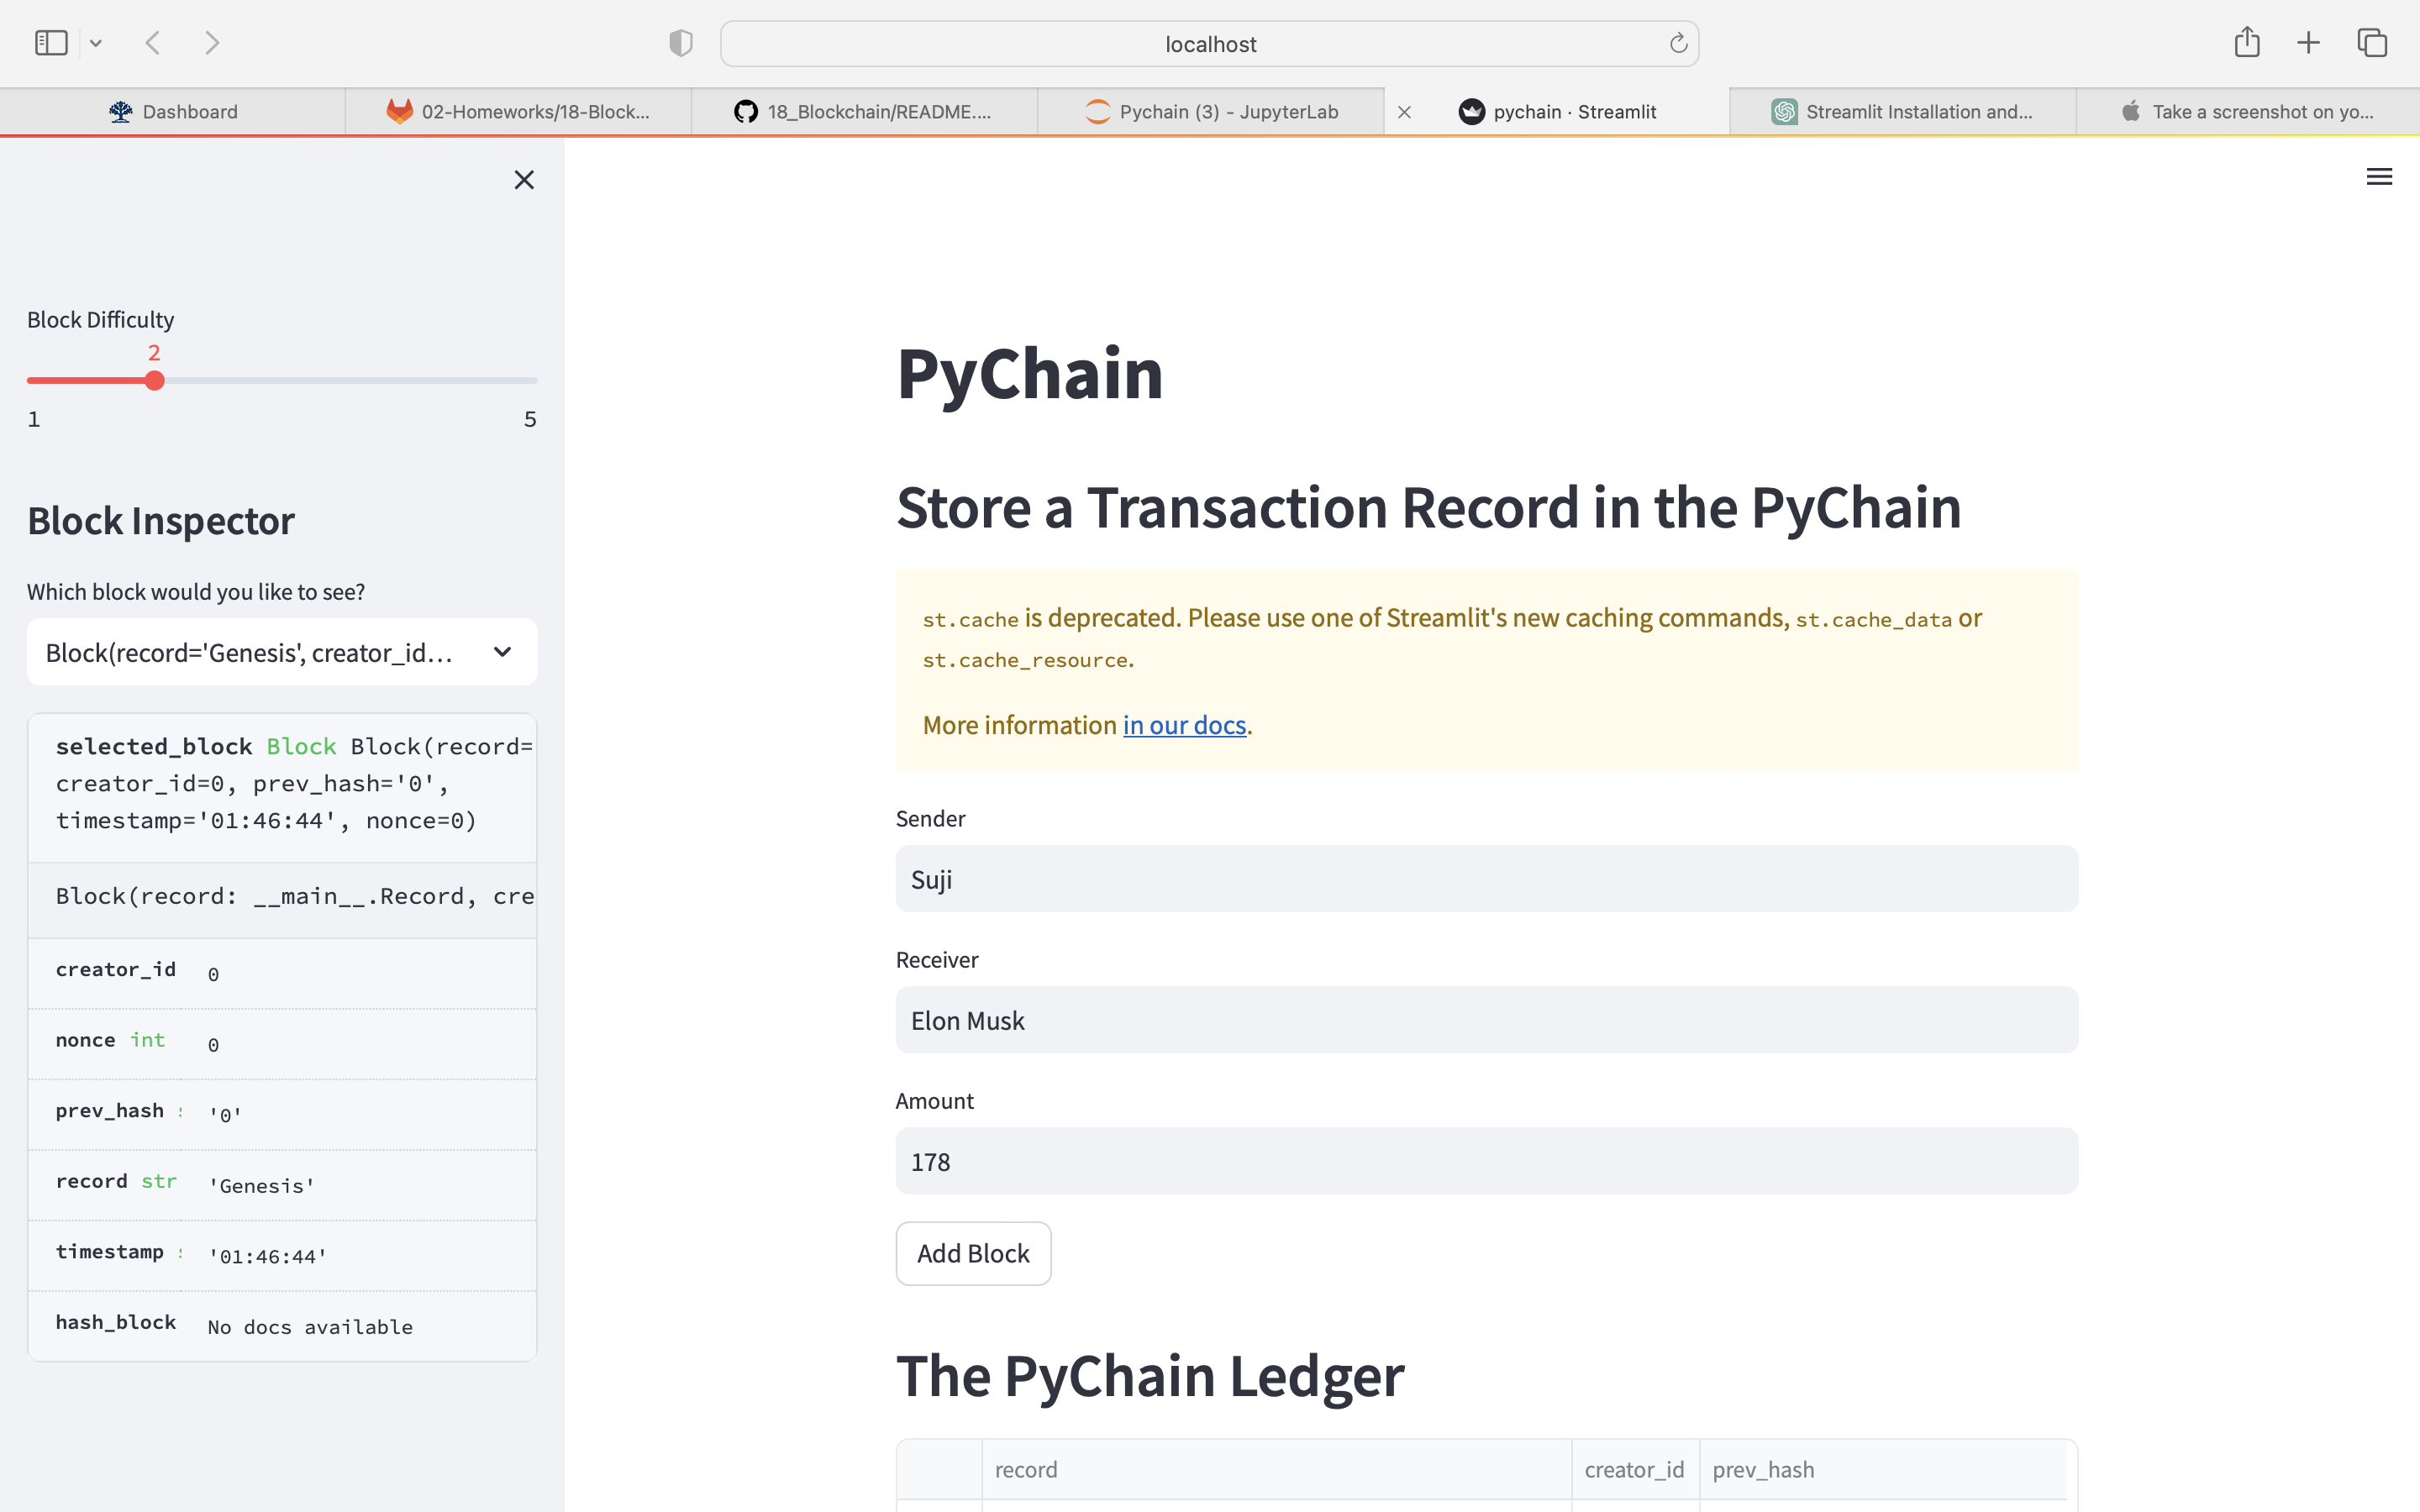 localhost
Dashboard
02-Homeworks/18-Block...
18_Blockchain/README....
Pychain (3) - JupyterLab
pychain · Streamlit
Streamlit Installation and...
Take a screenshot on yo...
Block Difficulty
2
1 5
Block Inspector
Which block would you like to see?
Block(record='Genesis', creator_id...
selected_block Block Block(record=
creator_id=0, prev_hash='0',
timestamp='01:46:44', nonce=0)
Block(record: __main__.Record, cre
creator_id 0
nonce int 0
prev_hash '0'
record str 'Genesis'
timestamp '01:46:44'
hash_block No docs available
PyChain
Store a Transaction Record in the PyChain
st.cache is deprecated. Please use one of Streamlit's new caching commands, st.cache_data or
st.cache_resource.
More information in our docs.
Sender
Suji
Receiver
Elon Musk
Amount
178
Add Block
The PyChain Ledger
record creator_id prev_hash